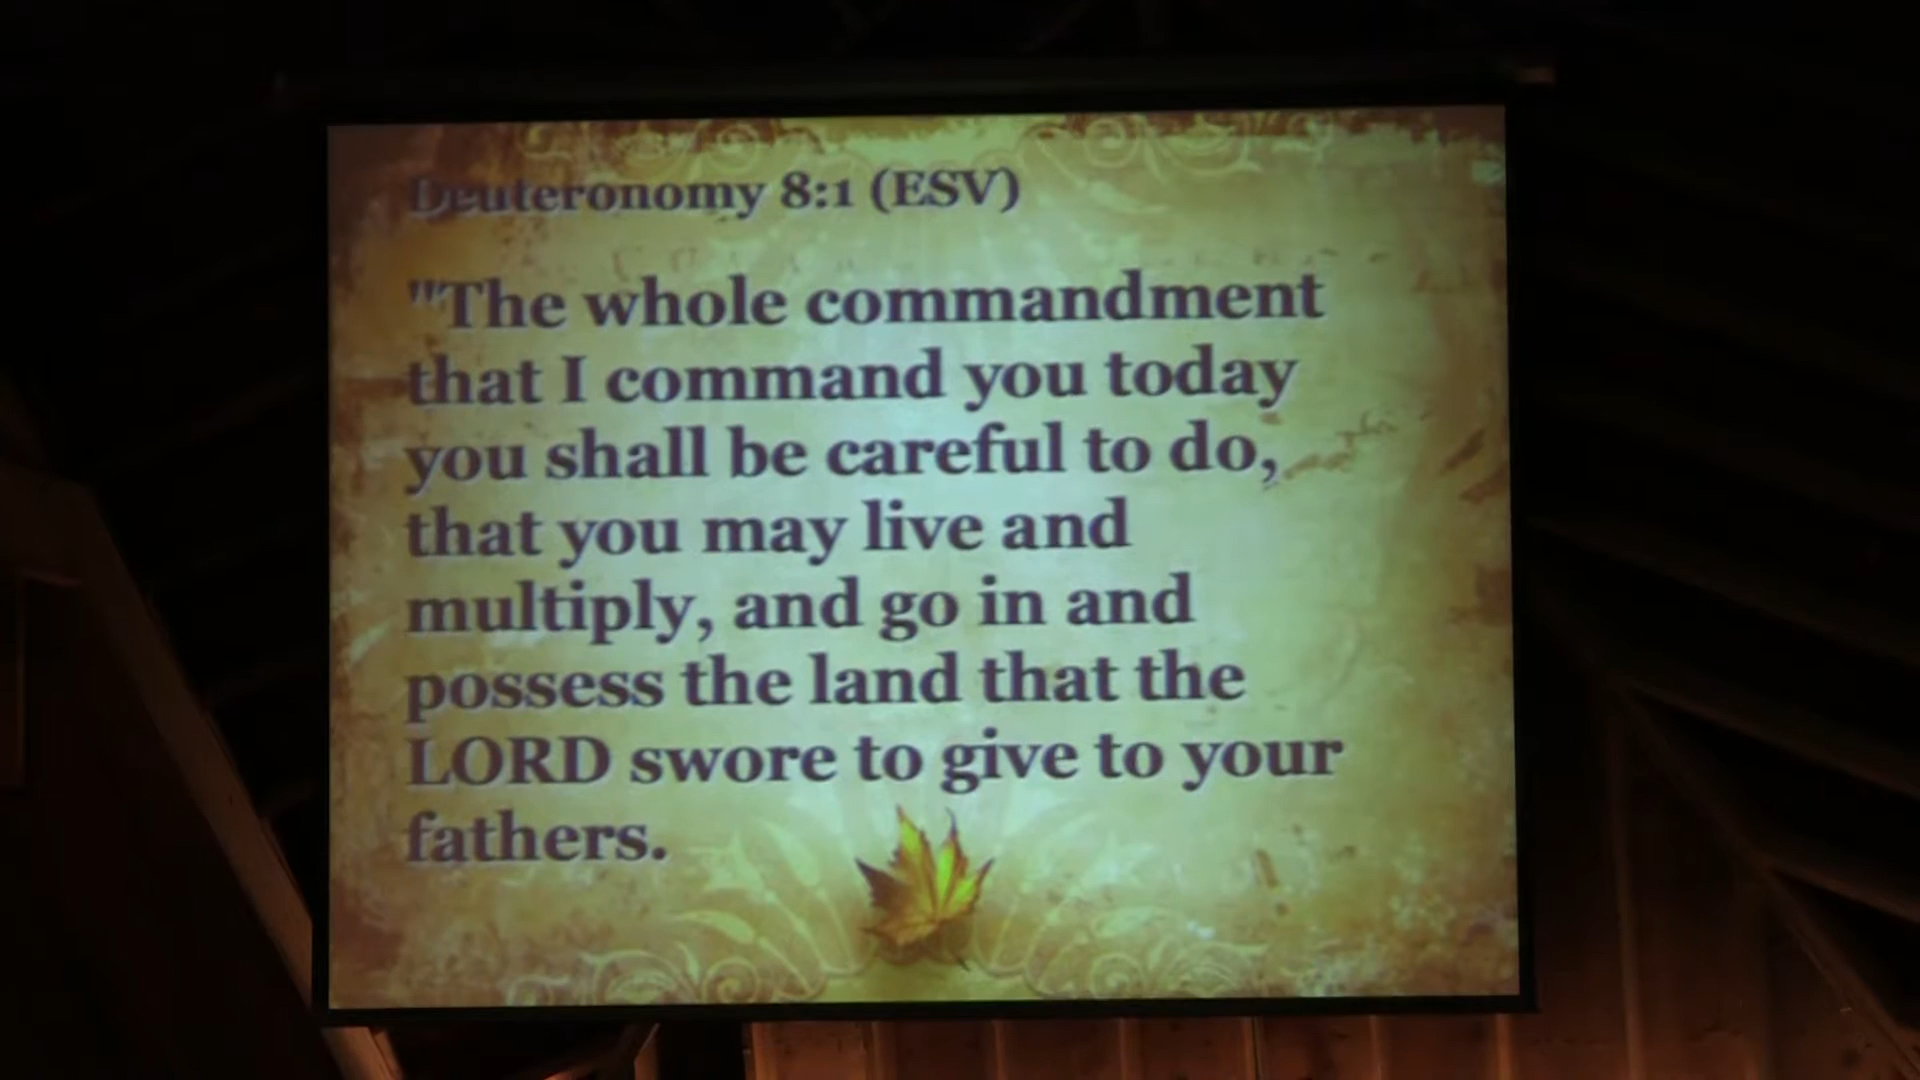 Deuteronomy 8:1 (ESV)
"The whole commandment
that I command you today
you shall be careful to do,
that you may live and
multiply, and go in and
possess the land that the
LORD swore to give to your
fathers.